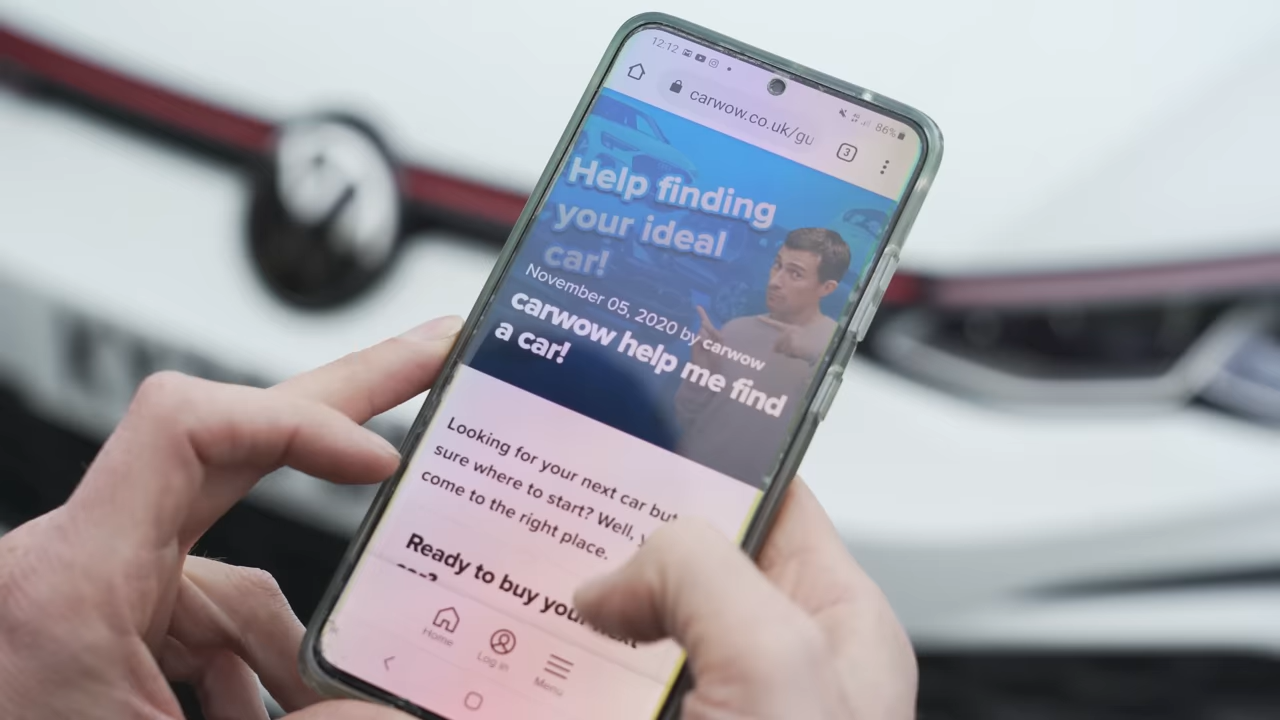 12:12
86%
carwow.co.uk/gu
3
Help finding
your ideal
car!
November 05, 2020 by carwow
carwow help me find
a car!
Looking for your next car but
sure where to start? Well, y
come to the right place.
Ready to buy your next
car?
Home
Log in
Menu